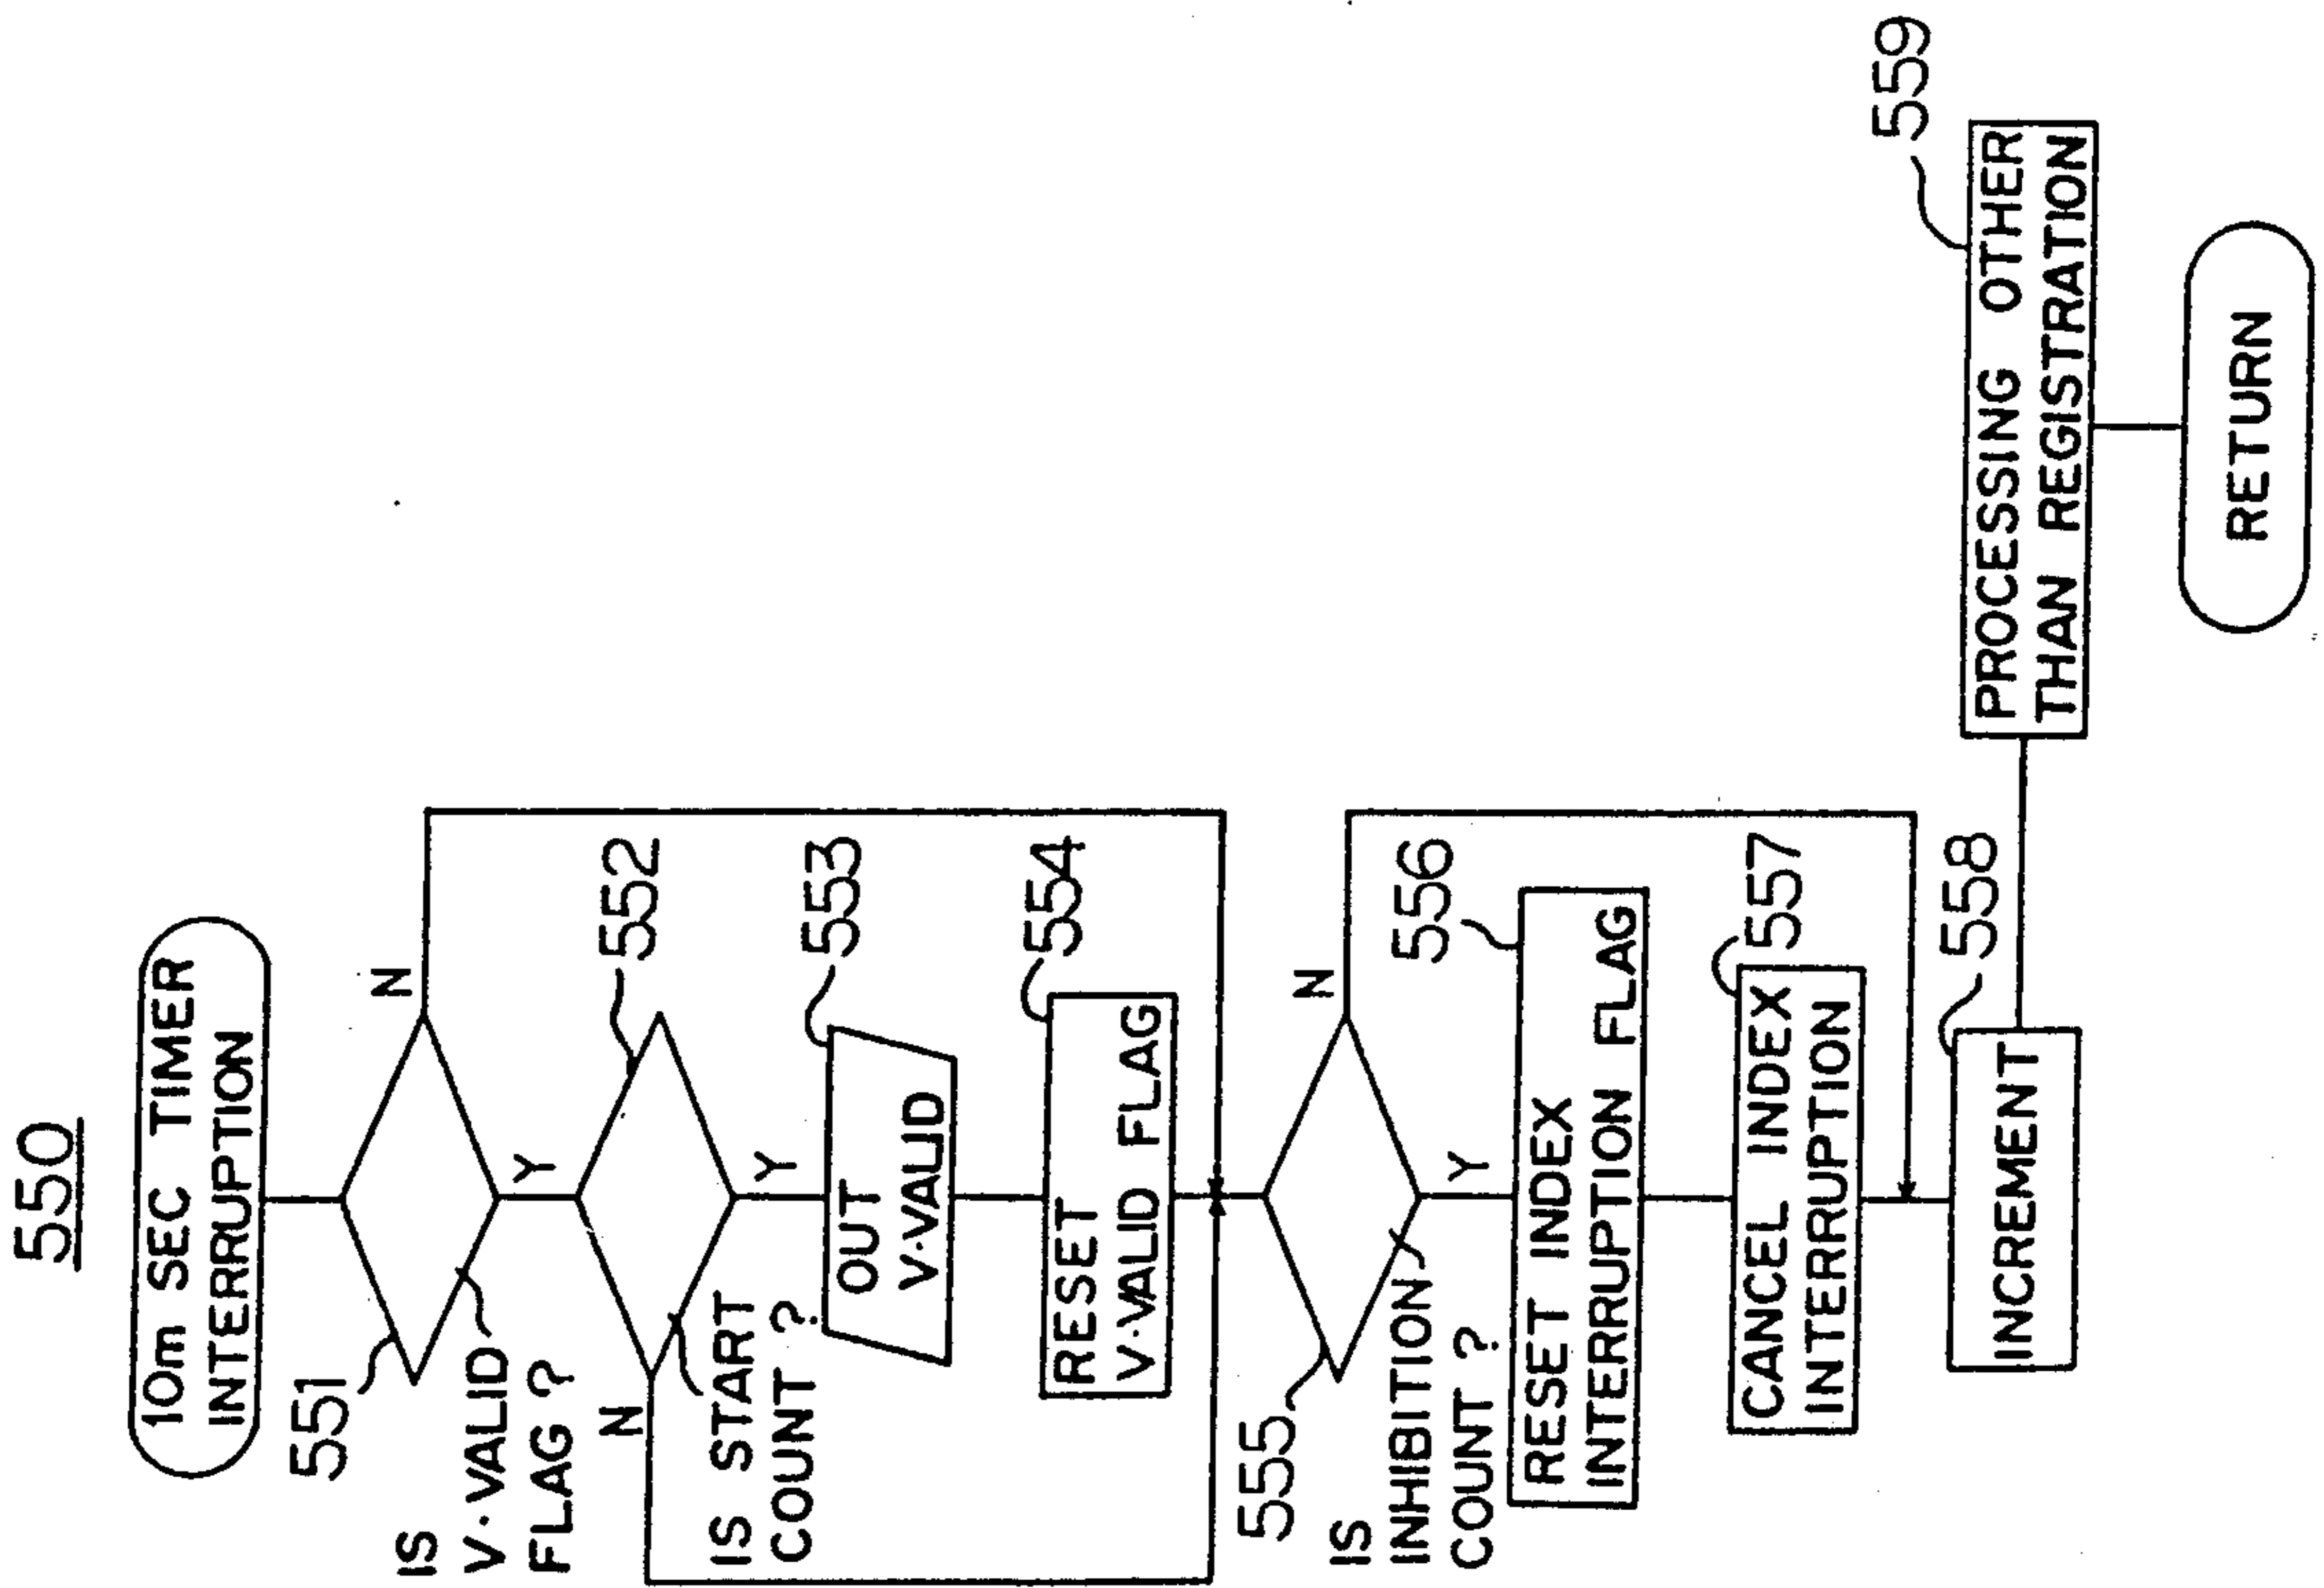 550
10m SEC TIMER
INTERRUPTION
551
N
IS
V·VALID
FLAG ?
Y
552
N
IS START
COUNT ?
Y
553
OUT
V·VALID
554
RESET
V·VALID FLAG
555
N
IS
INHIBITION
COUNT ?
Y
556
RESET INDEX
INTERRUPTION FLAG
557
CANCEL INDEX
INTERRUPTION
558
INCREMENT
559
PROCESSING OTHER
THAN REGISTRATION
RETURN